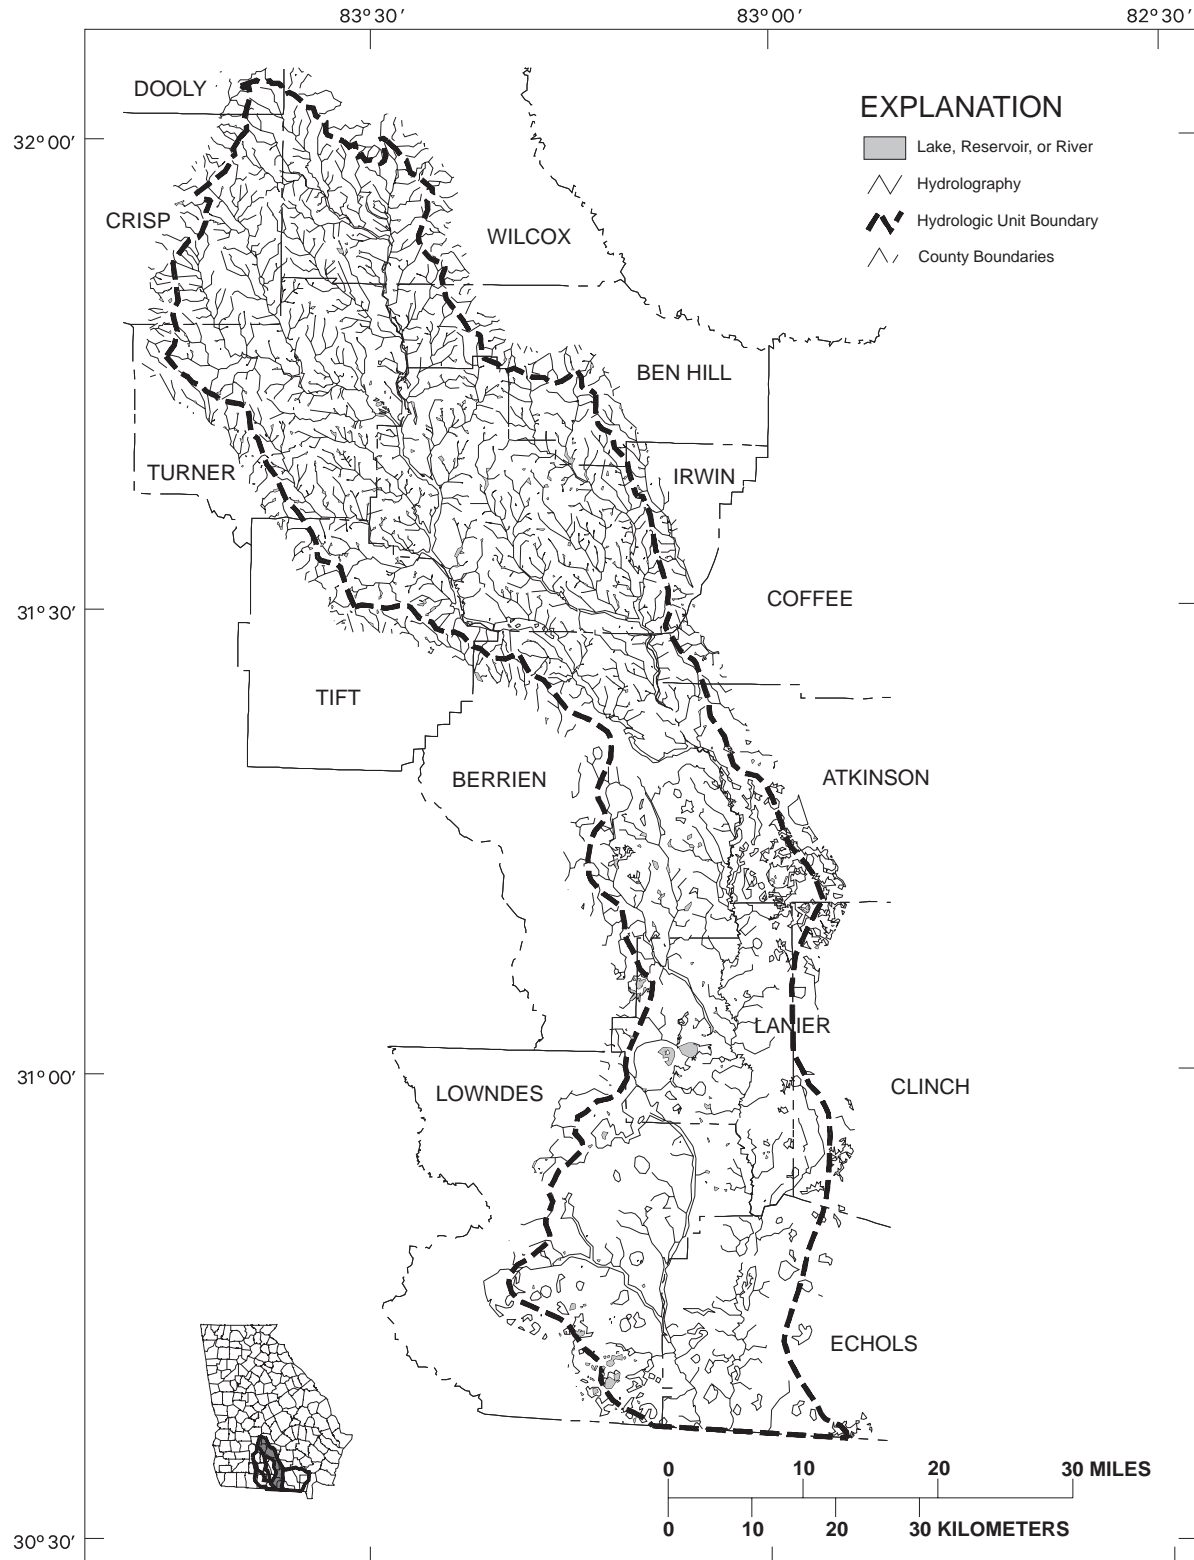 83°30′ 83°00′ 82°30′
DOOLY
EXPLANATION
32°00′
Lake, Reservoir, or River
Hydrolography
CRISP
Hydrologic Unit Boundary
WILCOX
County Boundaries
BEN HILL
TURNER
IRWIN
COFFEE
31°30′
TIFT
BERRIEN
ATKINSON
LANIER
31°00′
CLINCH
LOWNDES
ECHOLS
0 10 20 30 MILES
0 10 20 30 KILOMETERS
30°30′